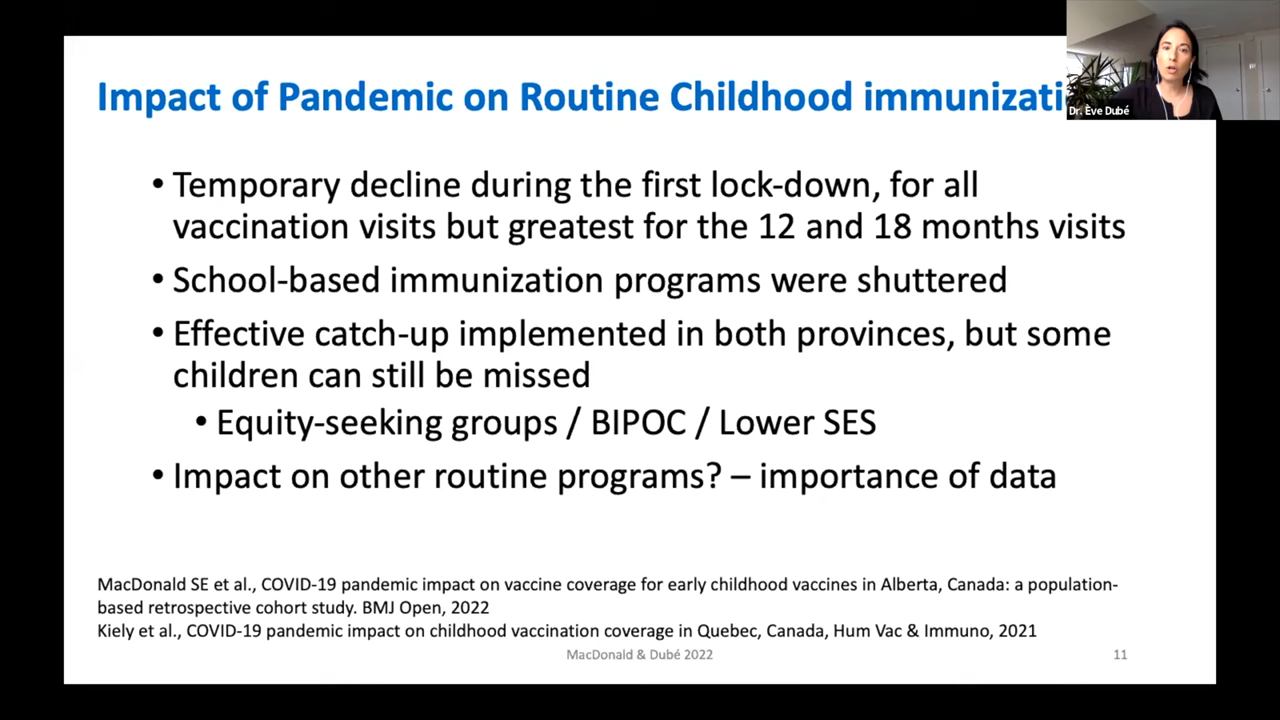 Impact of Pandemic on Routine Childhood immunizati
Dr. Ève Dubé
• Temporary decline during the first lock-down, for all
vaccination visits but greatest for the 12 and 18 months visits
• School-based immunization programs were shuttered
• Effective catch-up implemented in both provinces, but some
children can still be missed
• Equity-seeking groups / BIPOC / Lower SES
• Impact on other routine programs? – importance of data
MacDonald SE et al., COVID-19 pandemic impact on vaccine coverage for early childhood vaccines in Alberta, Canada: a population-
based retrospective cohort study. BMJ Open, 2022
Kiely et al., COVID-19 pandemic impact on childhood vaccination coverage in Quebec, Canada, Hum Vac & Immuno, 2021
MacDonald & Dubé 2022
11